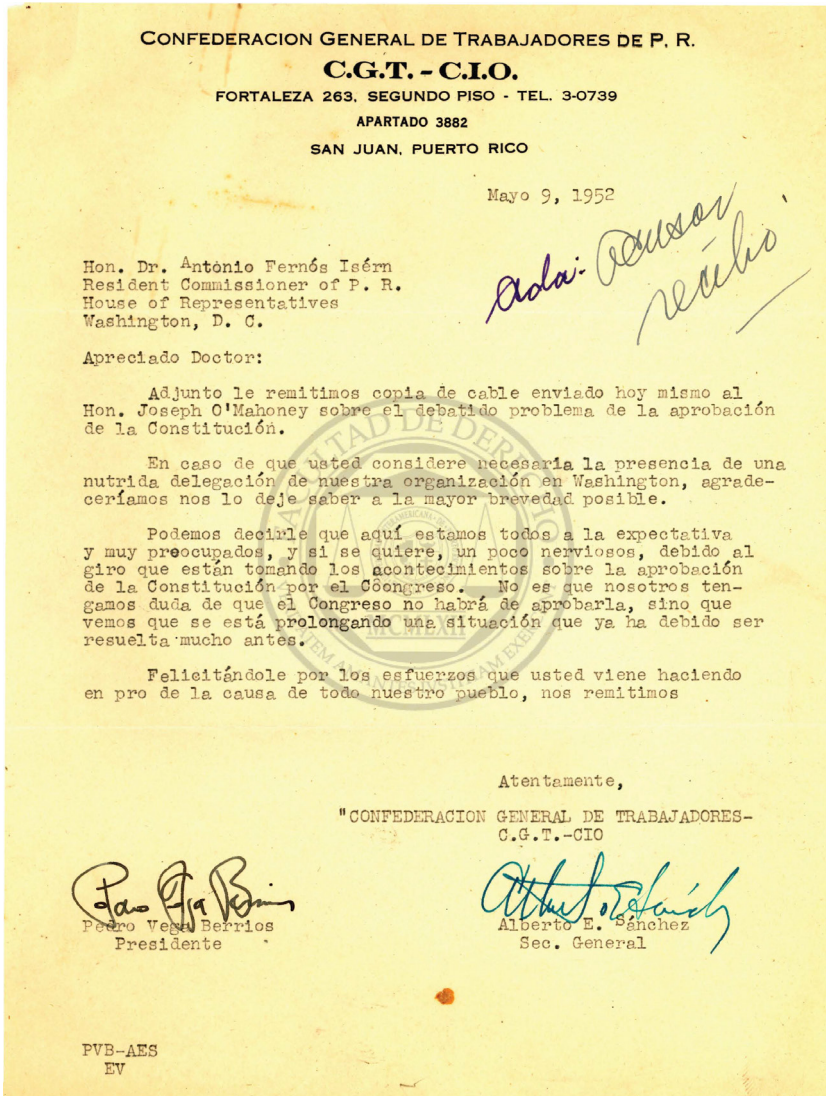 CONFEDERACION GENERAL DE TRABAJADORES DE P. R.
C.G.T. - C.I.O.
FORTALEZA 263, SEGUNDO PISO - TEL. 3-0739
APARTADO 3882
SAN JUAN, PUERTO RICO
Mayo 9, 1952
Ada: Acusar
recibo
Hon. Dr. Antonio Fernós Isérn
Resident Commissioner of P. R.
House of Representatives
Washington, D. C.
Apreciado Doctor:
Adjunto le remitimos copia de cable enviado hoy mismo al
Hon. Joseph O'Mahoney sobre el debatido problema de la aprobación
de la Constitución.
En caso de que usted considere necesaria la presencia de una
nutrida delegación de nuestra organización en Washington, agrade-
ceríamos nos lo deje saber a la mayor brevedad posible.
Podemos decirle que aquí estamos todos a la expectativa
y muy preocupados, y si se quiere, un poco nerviosos, debido al
giro que están tomando los acontecimientos sobre la aprobación
de la Constitución por el Cöongreso. No es que nosotros ten-
gamos duda de que el Congreso no habrá de aprobarla, sino que
vemos que se está prolongando una situación que ya ha debido ser
resuelta mucho antes.
Felicitándole por los esfuerzos que usted viene haciendo
en pro de la causa de todo nuestro pueblo, nos remitimos
Atentamente,
"CONFEDERACION GENERAL DE TRABAJADORES-
C.G.T.-CIO
Pedro Vega Berrios
Presidente
Alberto E. Sánchez
Sec. General
PVB-AES
EV
FACULTAD DE DERECHO
MCMLXII